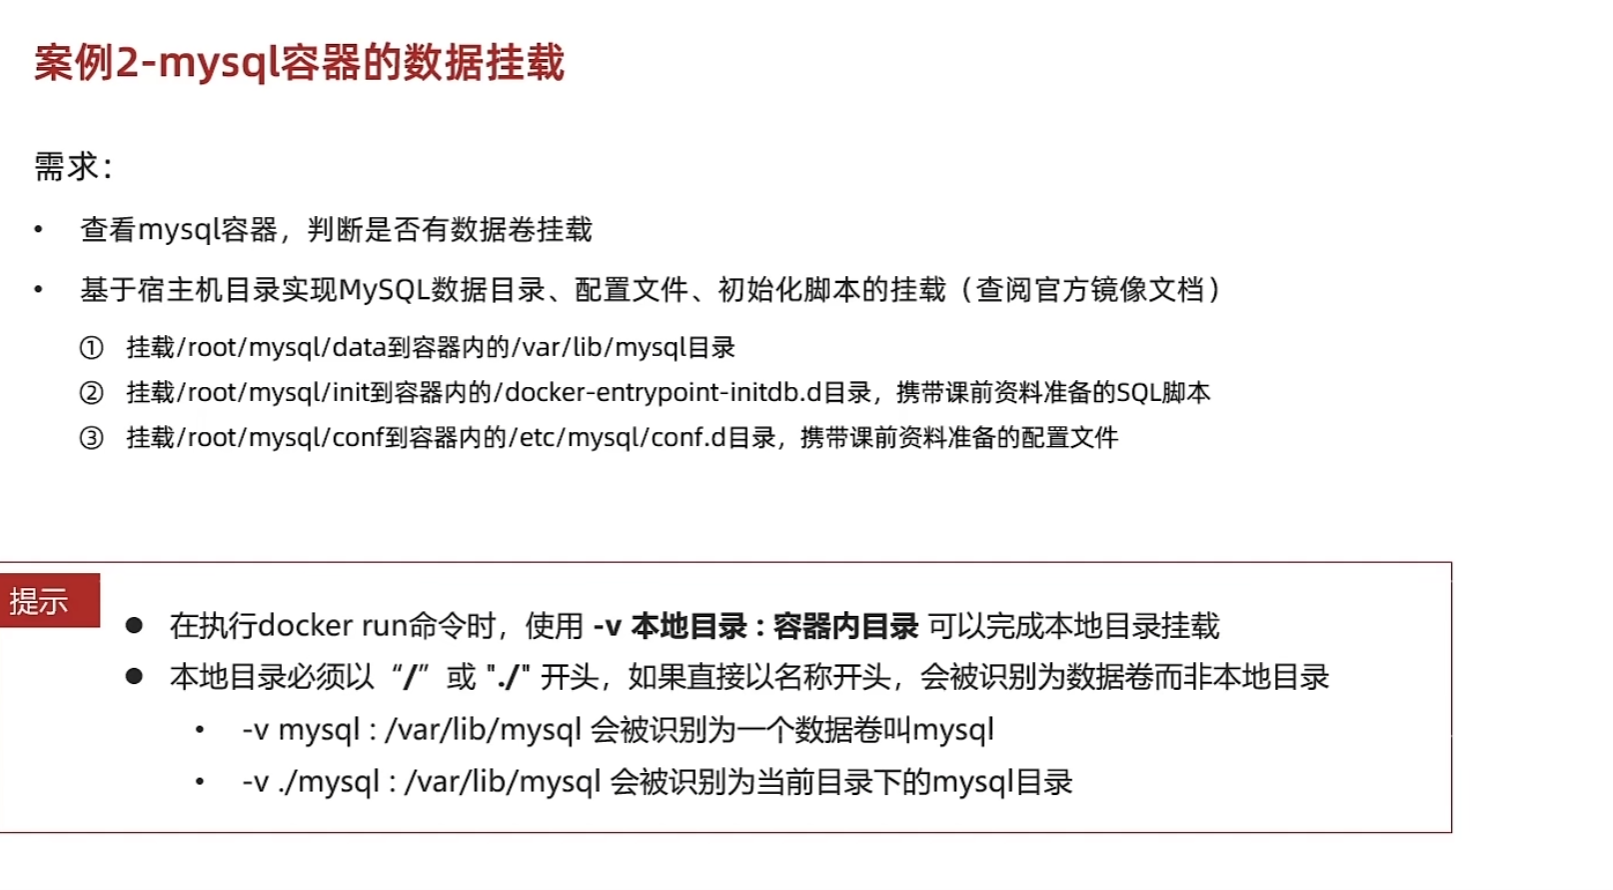 案例2-mysql容器的数据挂载
需求：
• 查看mysql容器，判断是否有数据卷挂载
• 基于宿主机目录实现MySQL数据目录、配置文件、初始化脚本的挂载（查阅官方镜像文档）
① 挂载/root/mysql/data到容器内的/var/lib/mysql目录
② 挂载/root/mysql/init到容器内的/docker-entrypoint-initdb.d目录，携带课前资料准备的SQL脚本
③ 挂载/root/mysql/conf到容器内的/etc/mysql/conf.d目录，携带课前资料准备的配置文件
提示
● 在执行docker run命令时，使用 -v 本地目录 : 容器内目录 可以完成本地目录挂载
● 本地目录必须以“/”或 "./" 开头，如果直接以名称开头，会被识别为数据卷而非本地目录
• -v mysql : /var/lib/mysql 会被识别为一个数据卷叫mysql
• -v ./mysql : /var/lib/mysql 会被识别为当前目录下的mysql目录